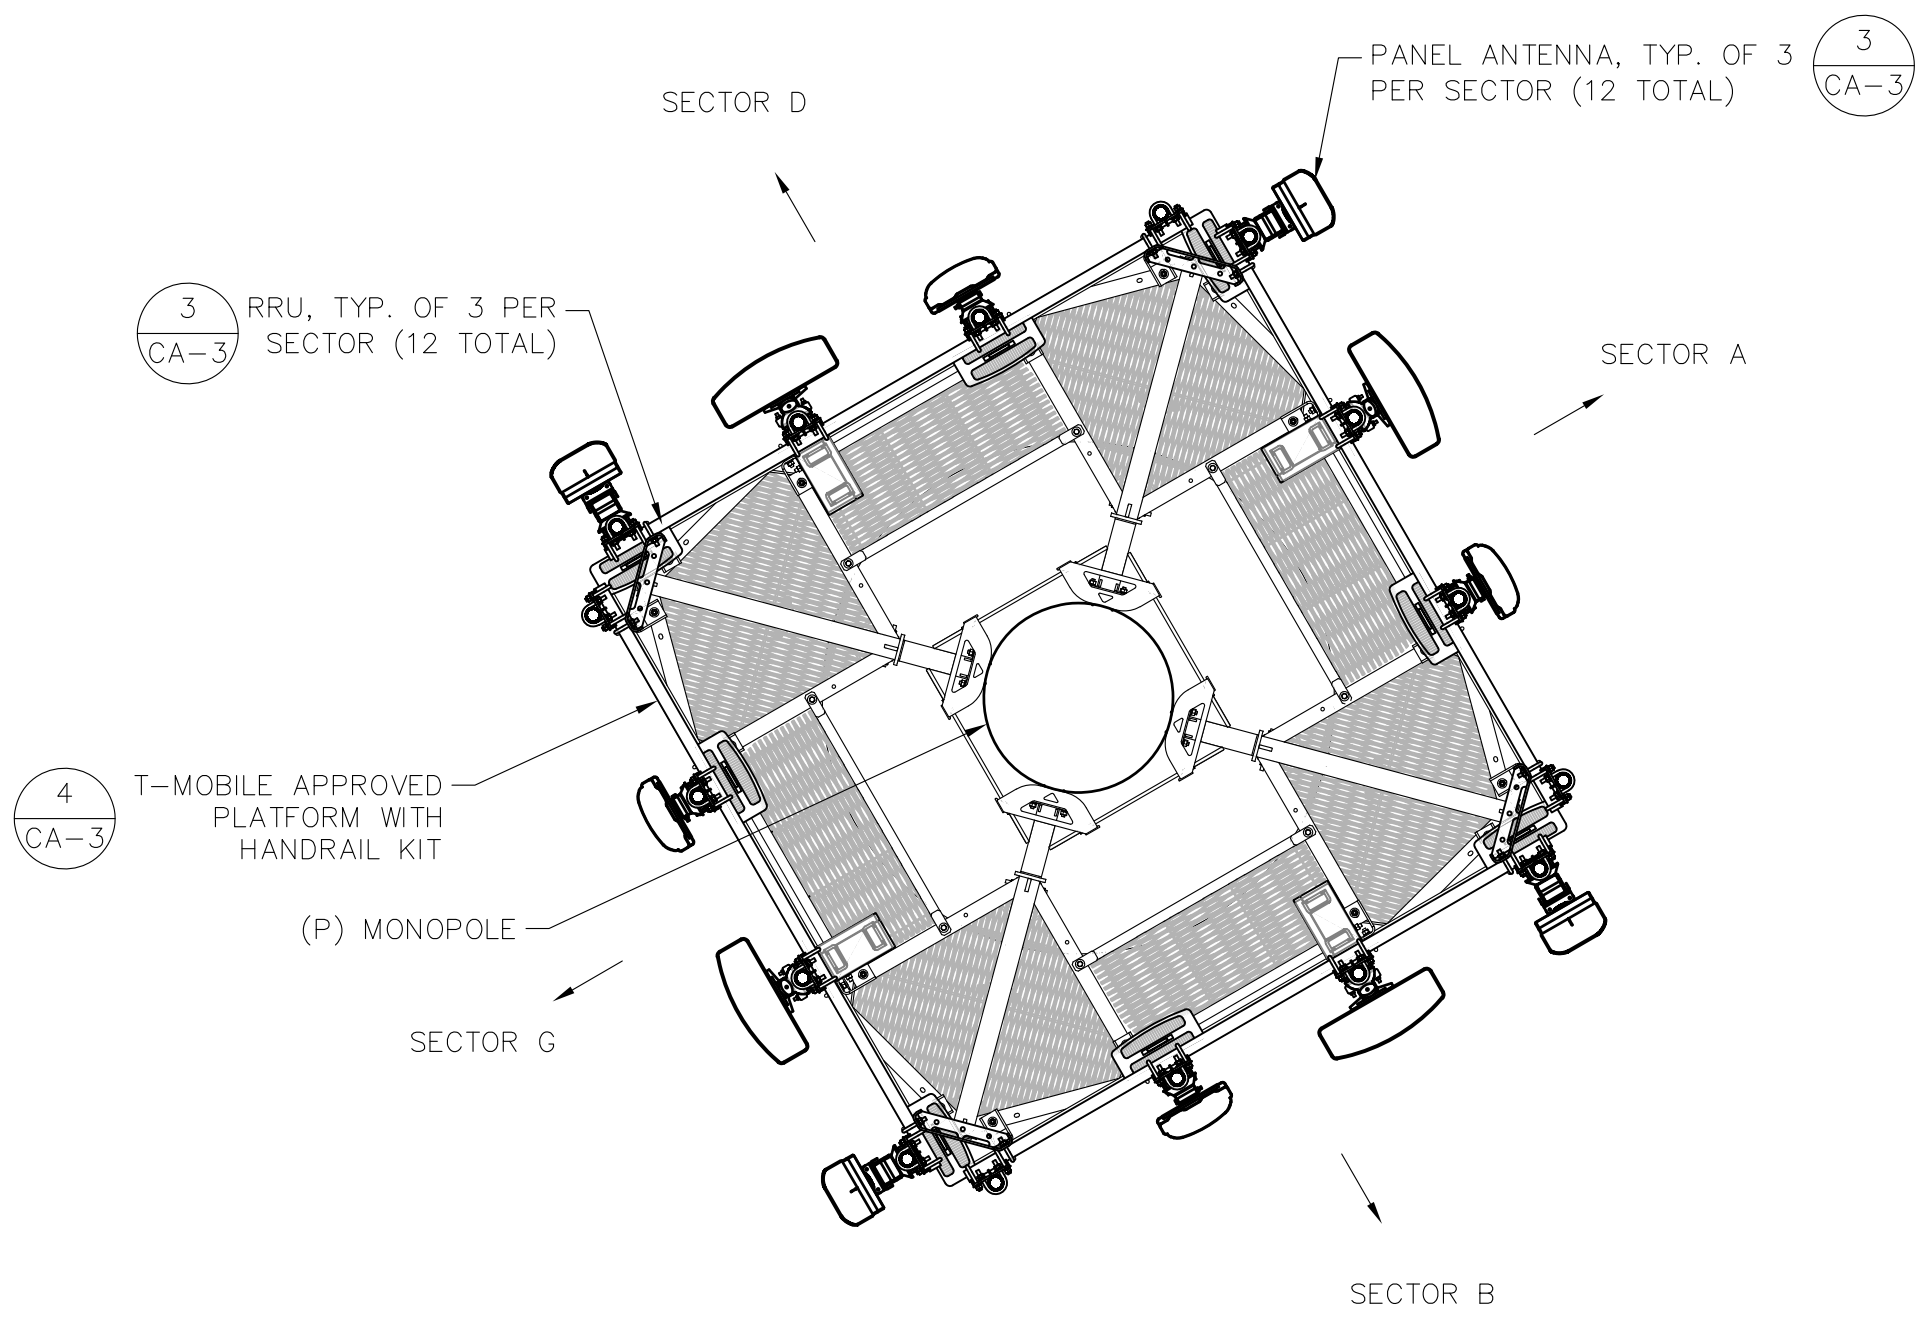 PANEL ANTENNA, TYP. OF 3
PER SECTOR (12 TOTAL)
3
CA-3
SECTOR D
3
CA-3
RRU, TYP. OF 3 PER
SECTOR (12 TOTAL)
SECTOR A
4
CA-3
T-MOBILE APPROVED
PLATFORM WITH
HANDRAIL KIT
(P) MONOPOLE
SECTOR G
SECTOR B